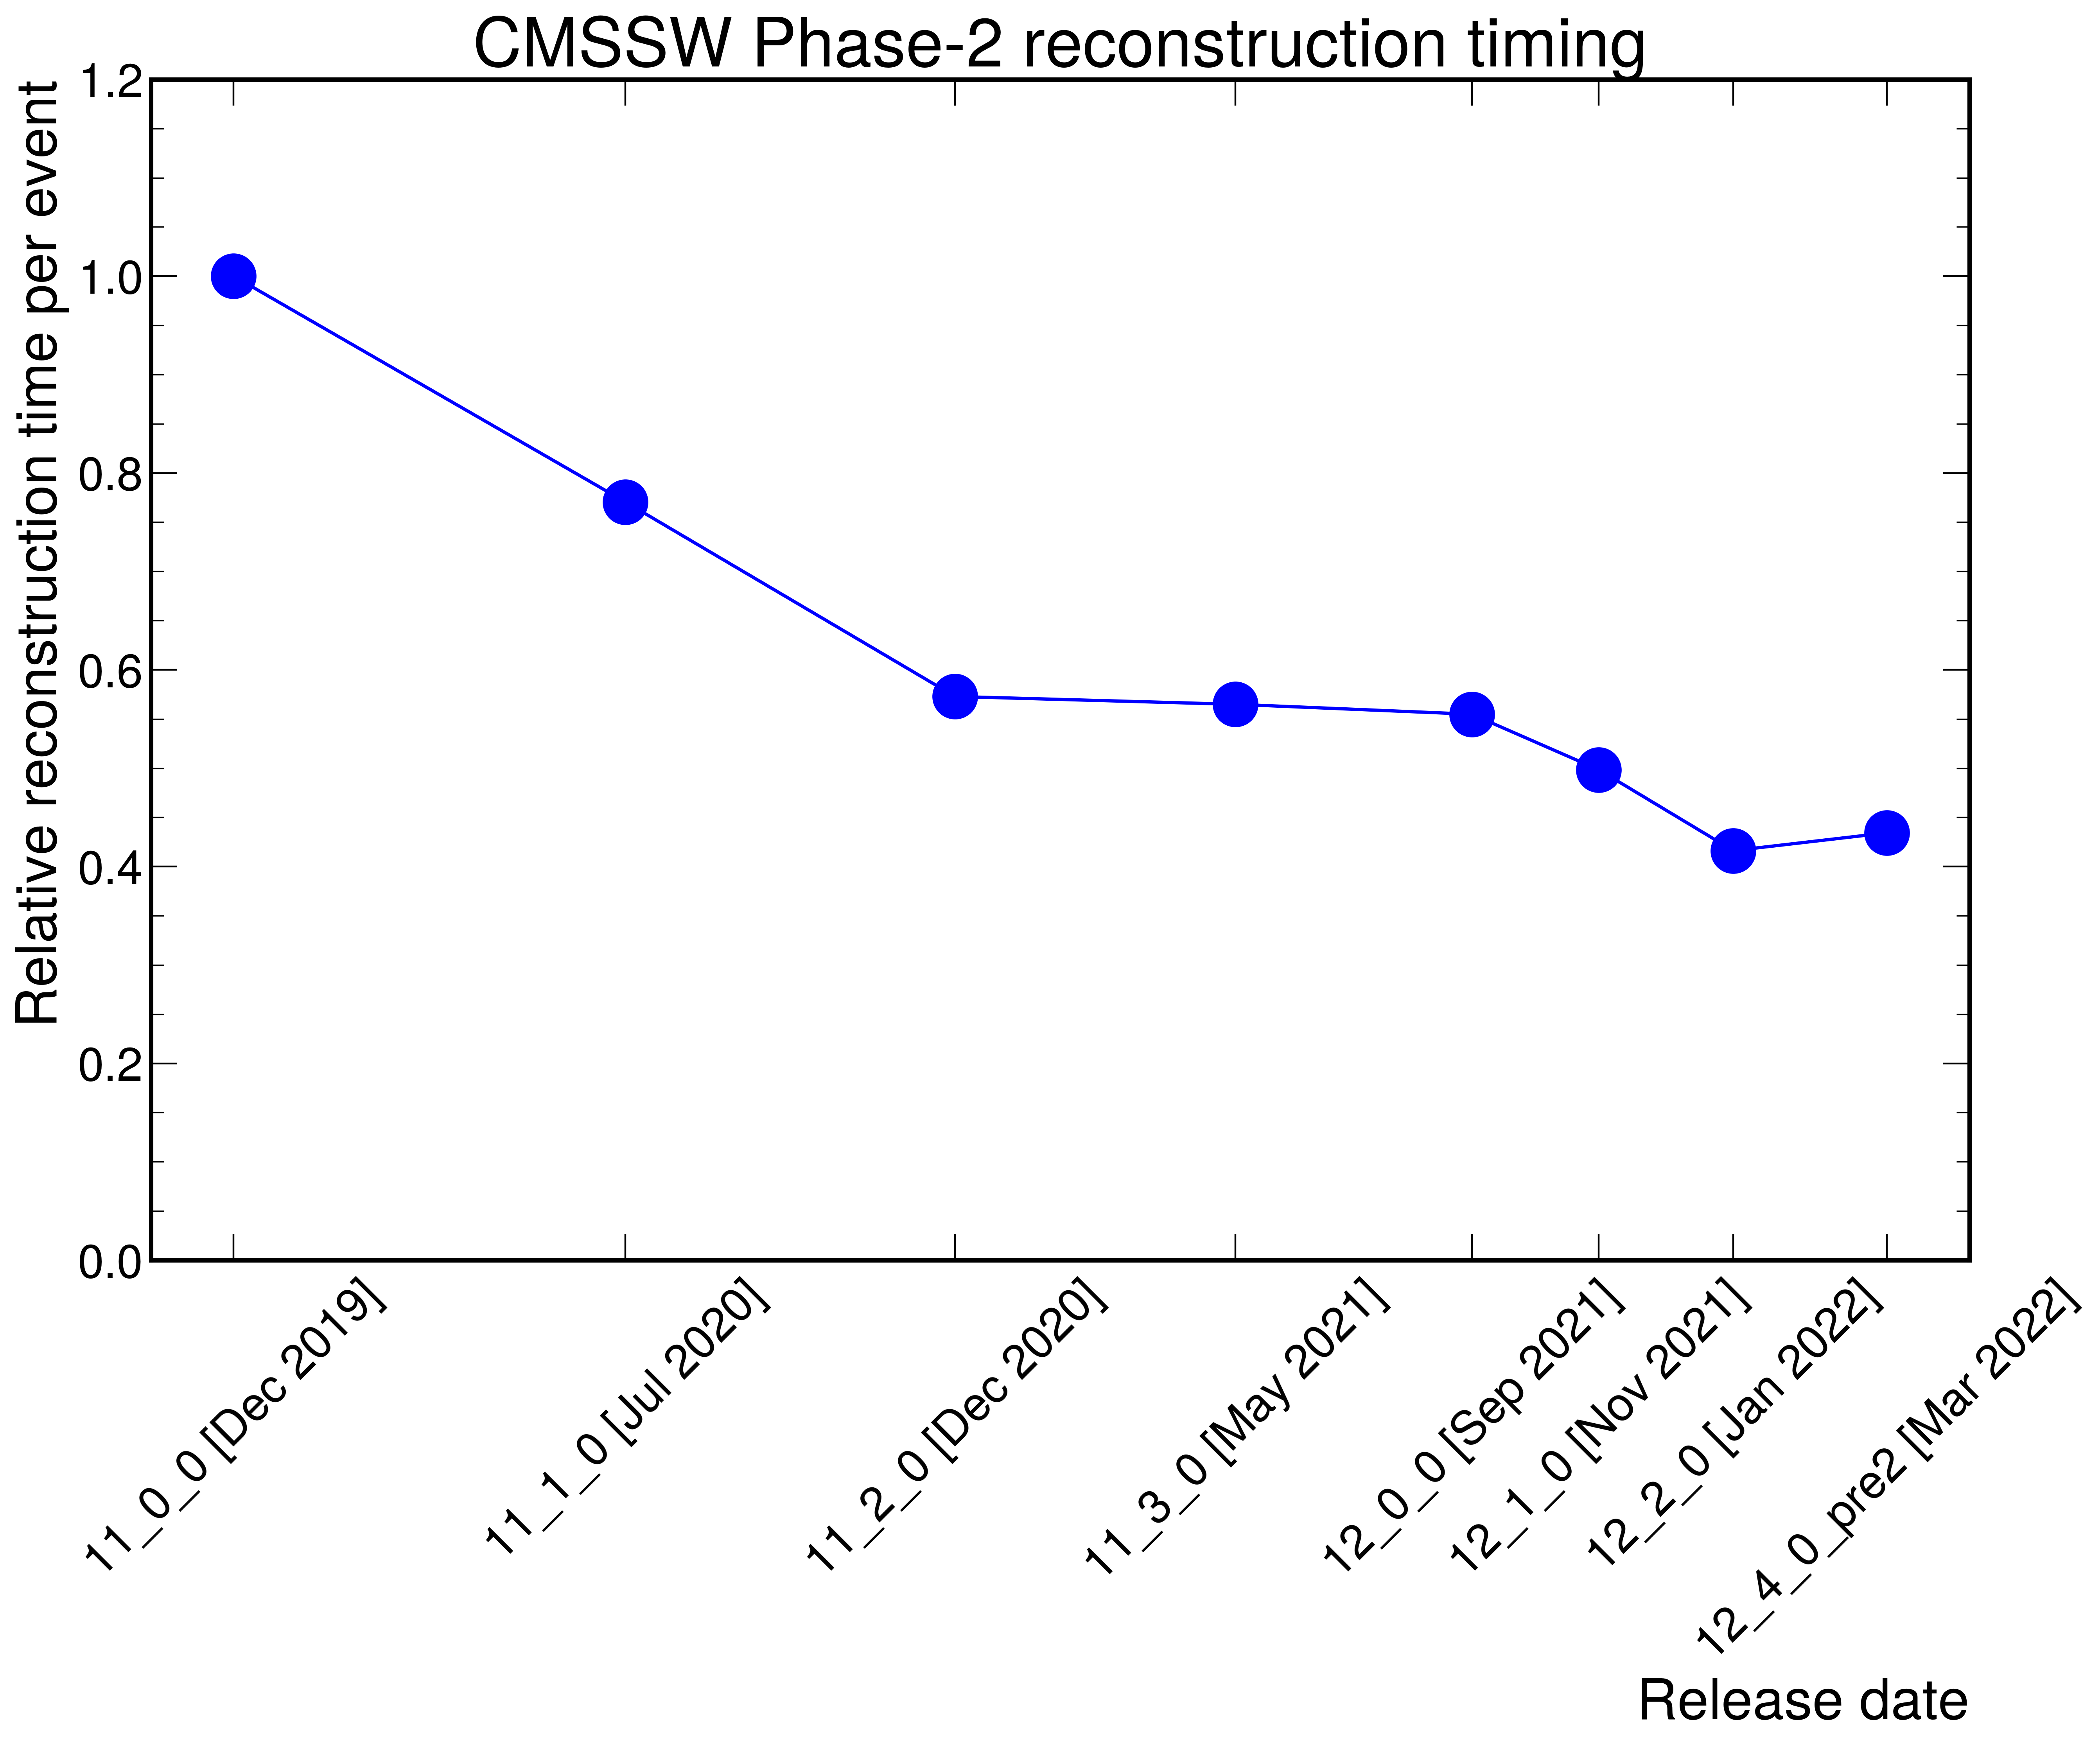 CMSSW Phase-2 reconstruction timing
Relative reconstruction time per event
1.2
1.0
0.8
0.6
0.4
0.2
0.0
11_0_0 [Dec 2019]
11_1_0 [Jul 2020]
11_2_0 [Dec 2020]
11_3_0 [May 2021]
12_0_0 [Sep 2021]
12_1_0 [Nov 2021]
12_2_0 [Jan 2022]
12_4_0_pre2 [Mar 2022]
Release date